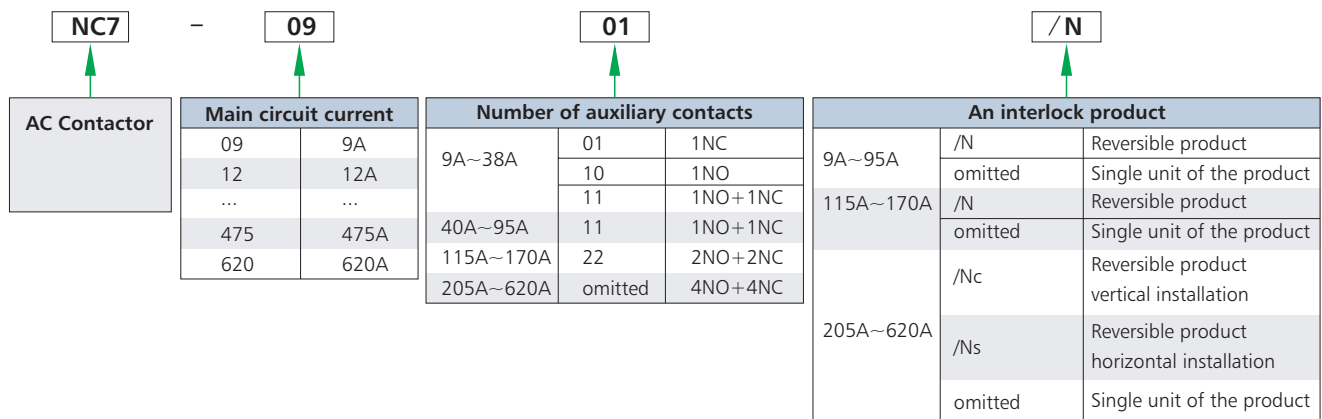 NC7 – 09 01 /N
AC Contactor
Main circuit current
09 9A
12 12A
... ...
475 475A
620 620A
Number of auxiliary contacts
9A~38A 01 1NC
10 1NO
11 1NO+1NC
40A~95A 11 1NO+1NC
115A~170A 22 2NO+2NC
205A~620A omitted 4NO+4NC
An interlock product
9A~95A /N Reversible product
omitted Single unit of the product
115A~170A /N Reversible product
omitted Single unit of the product
205A~620A /Nc Reversible product
vertical installation
/Ns Reversible product
horizontal installation
omitted Single unit of the product